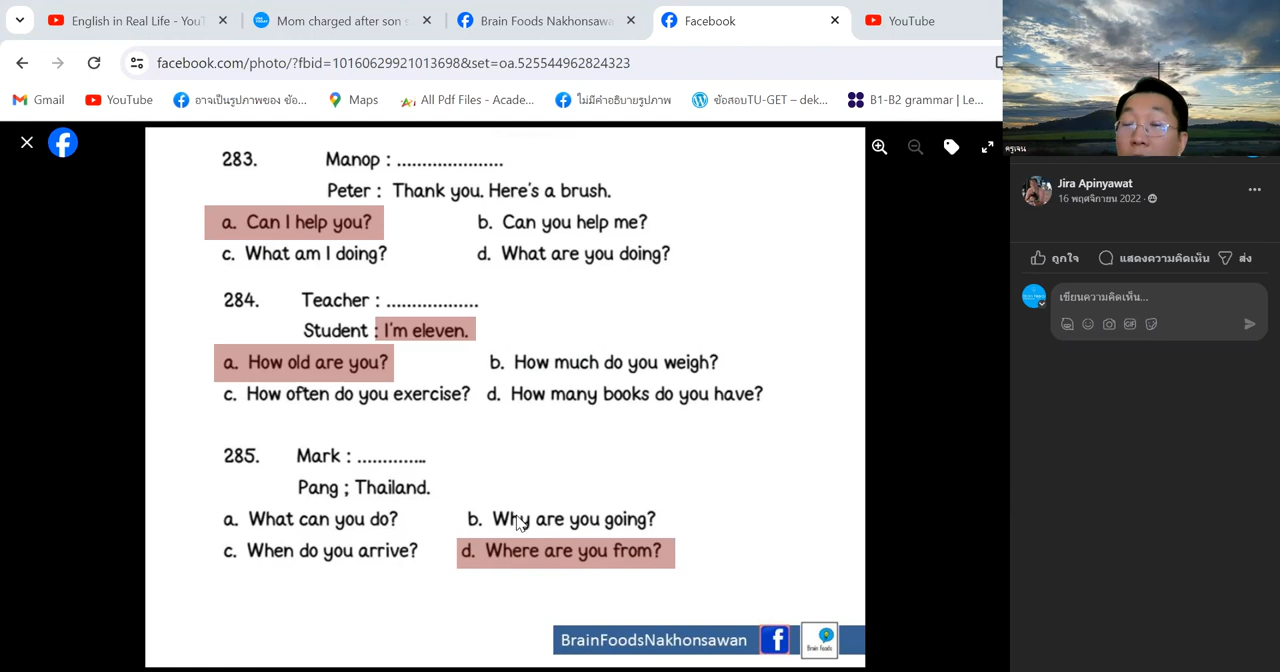 English in Real Life - YouT
Mom charged after son s
Brain Foods Nakhonsawa
Facebook
YouTube
facebook.com/photo/?fbid=10160629921013698&set=oa.525544962824323
Gmail
YouTube
อาจเป็นรูปภาพของ ข้อ...
Maps
All Pdf Files - Acade...
ไม่มีคำอธิบายรูปภาพ
ข้อสอบTU-GET – dek...
B1-B2 grammar | Le...
ครูเจน
283. Manop : .....................
Peter : Thank you. Here's a brush.
a. Can I help you? b. Can you help me?
c. What am I doing? d. What are you doing?
284. Teacher : ..................
Student : I'm eleven.
a. How old are you? b. How much do you weigh?
c. How often do you exercise? d. How many books do you have?
285. Mark : ..............
Pang ; Thailand.
a. What can you do? b. Why are you going?
c. When do you arrive? d. Where are you from?
BrainFoodsNakhonsawan
Brain Foods
Jira Apinyawat
16 พฤศจิกายน 2022
ถูกใจ
แสดงความคิดเห็น
ส่ง
เขียนความคิดเห็น...